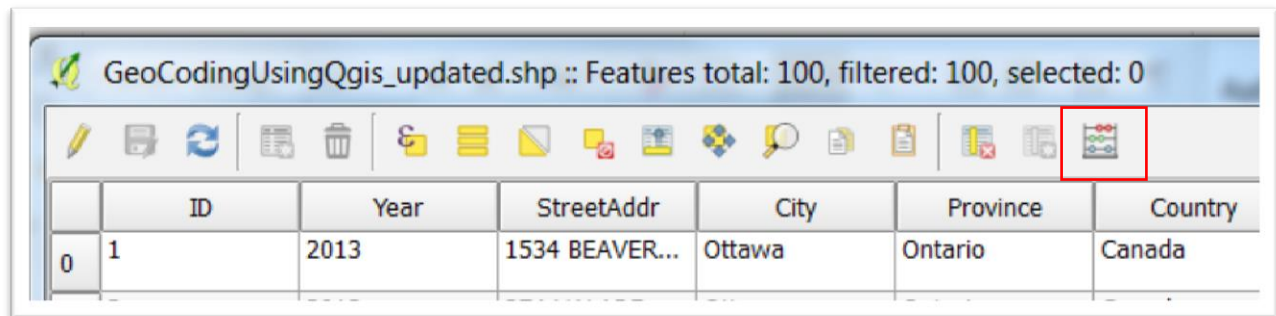 GeoCodingUsingQgis_updated.shp :: Features total: 100, filtered: 100, selected: 0
ID Year StreetAddr City Province Country
0 1 2013 1534 BEAVER... Ottawa Ontario Canada